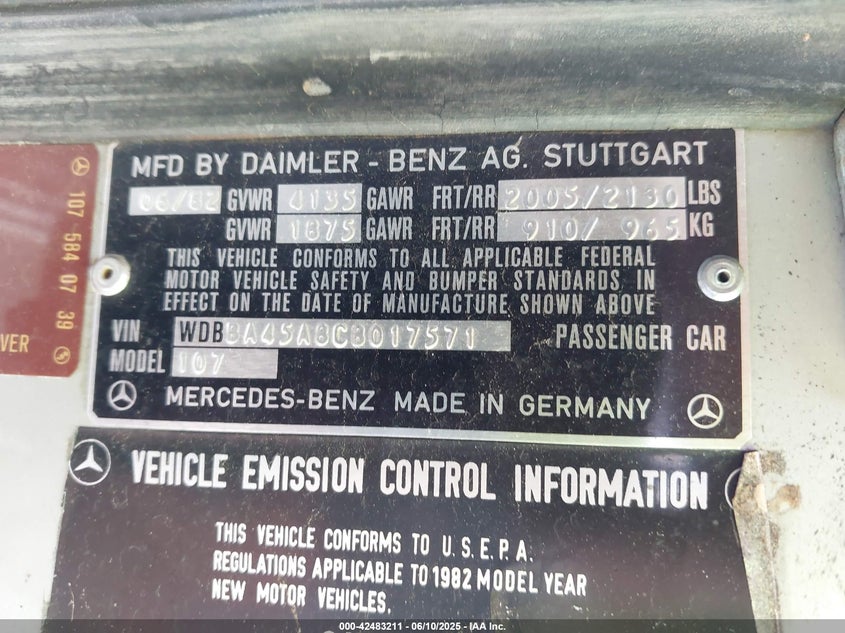 MFD BY DAIMLER - BENZ AG. STUTTGART
06/82 GVWR 4135 GAWR FRT/RR 2005/2130 LBS
GVWR 1875 GAWR FRT/RR 910/ 965 KG
THIS VEHICLE CONFORMS TO ALL APPLICABLE FEDERAL
MOTOR VEHICLE SAFETY AND BUMPER STANDARDS IN
EFFECT ON THE DATE OF MANUFACTURE SHOWN ABOVE
VIN WDBBA45A8CB017571 PASSENGER CAR
MODEL 107
MERCEDES-BENZ MADE IN GERMANY
107 584 07 39
VER
VEHICLE EMISSION CONTROL INFORMATION
THIS VEHICLE CONFORMS TO U.S.E.P.A.
REGULATIONS APPLICABLE TO 1982 MODEL YEAR
NEW MOTOR VEHICLES.
000-42483211 - 06/10/2025 - IAA Inc.